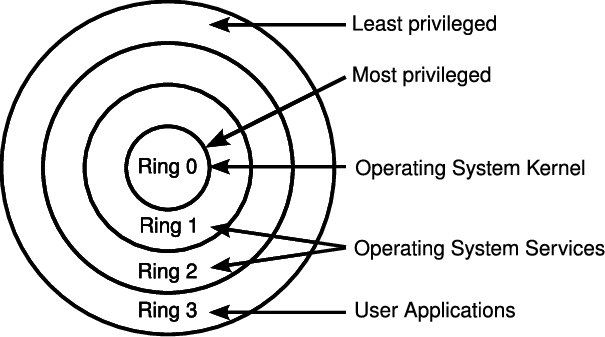 Least privileged
Most privileged
Ring 0
Operating System Kernel
Ring 1
Operating System Services
Ring 2
Ring 3
User Applications